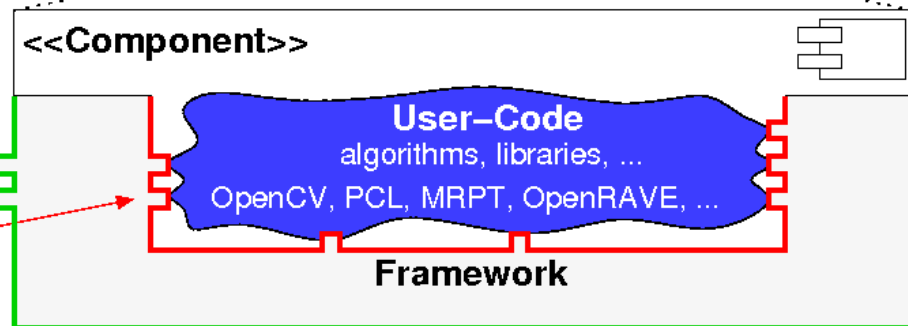 <<Component>>
User-Code
algorithms, libraries, ...
OpenCV, PCL, MRPT, OpenRAVE, ...
Framework